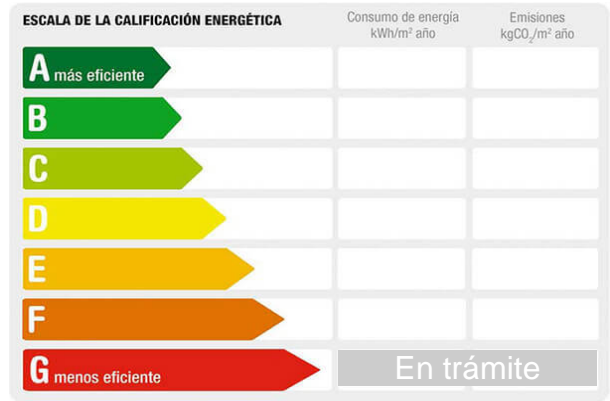 ESCALA DE LA CALIFICACIÓN ENERGÉTICA
Consumo de energía
kWh/m² año
Emisiones
kgCO₂/m² año
A más eficiente
B
C
D
E
F
G menos eficiente
En trámite